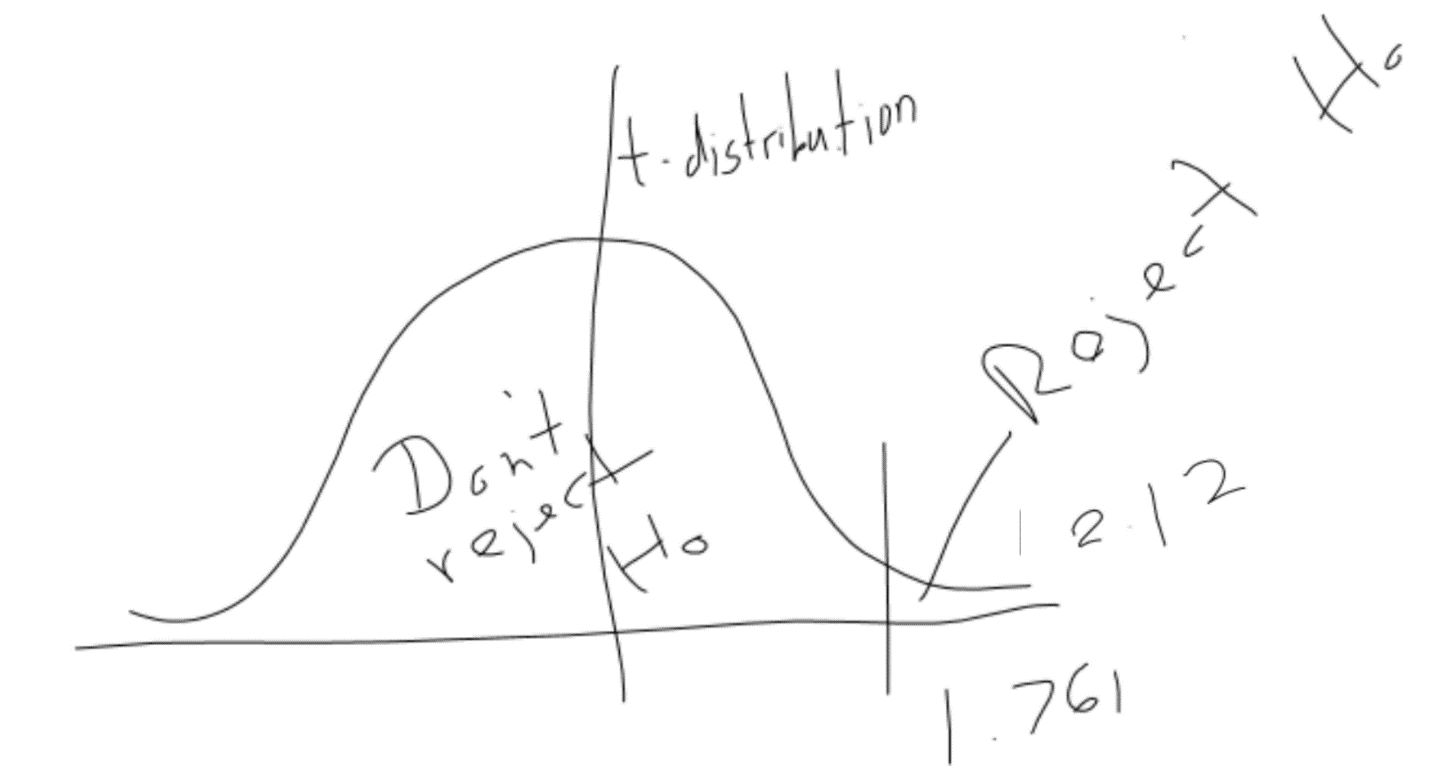 t-distribution
Reject Ho
Don't
reject
Ho
2.12
1.761